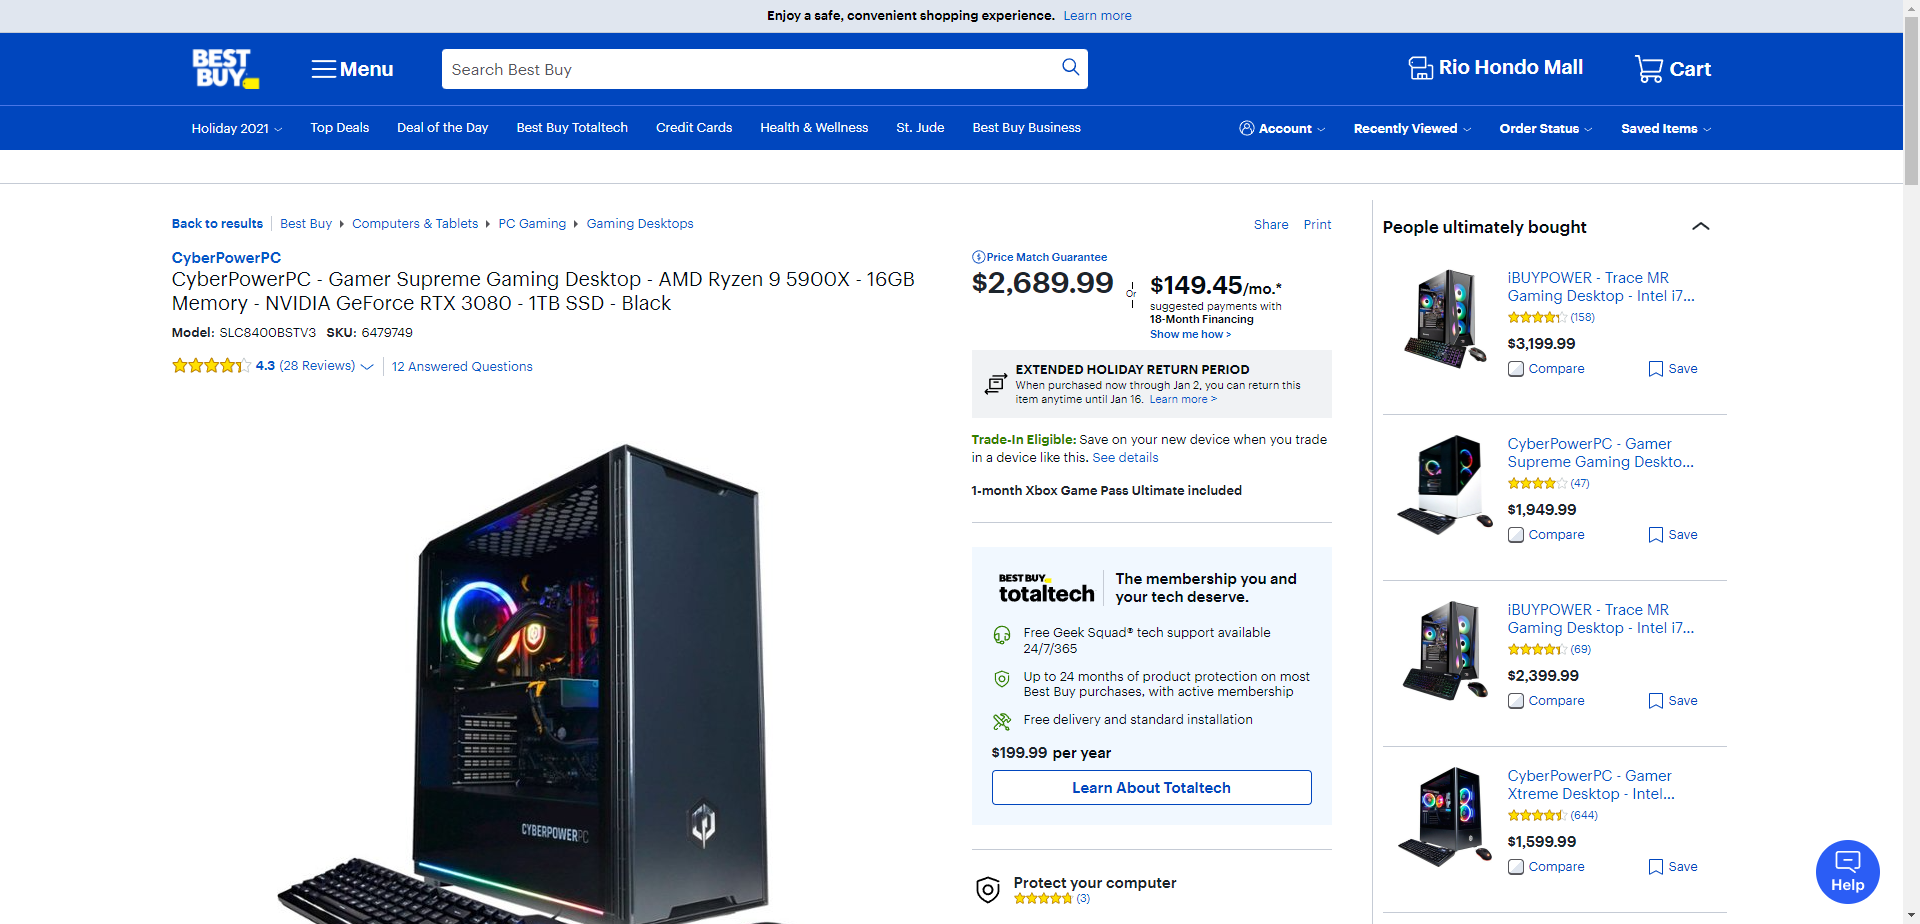 Enjoy a safe, convenient shopping experience. Learn more
BEST BUY
Menu
Search Best Buy
Rio Hondo Mall
Cart
Holiday 2021
Top Deals
Deal of the Day
Best Buy Totaltech
Credit Cards
Health & Wellness
St. Jude
Best Buy Business
Account
Recently Viewed
Order Status
Saved Items
Back to results
Best Buy
Computers & Tablets
PC Gaming
Gaming Desktops
Share
Print
CyberPowerPC
CyberPowerPC - Gamer Supreme Gaming Desktop - AMD Ryzen 9 5900X - 16GB
Memory - NVIDIA GeForce RTX 3080 - 1TB SSD - Black
Model: SLC8400BSTV3 SKU: 6479749
4.3 (28 Reviews)
12 Answered Questions
CYBERPOWERPC
Price Match Guarantee
$2,689.99
or
$149.45/mo.*
suggested payments with
18-Month Financing
Show me how >
EXTENDED HOLIDAY RETURN PERIOD
When purchased now through Jan 2, you can return this
item anytime until Jan 16. Learn more >
Trade-In Eligible: Save on your new device when you trade
in a device like this. See details
1-month Xbox Game Pass Ultimate included
BEST BUY
totaltech
The membership you and
your tech deserve.
Free Geek Squad® tech support available
24/7/365
Up to 24 months of product protection on most
Best Buy purchases, with active membership
Free delivery and standard installation
$199.99 per year
Learn About Totaltech
Protect your computer
(3)
People ultimately bought
iBUYPOWER - Trace MR
Gaming Desktop - Intel i7...
(158)
$3,199.99
Compare
Save
CyberPowerPC - Gamer
Supreme Gaming Deskto...
(47)
$1,949.99
Compare
Save
iBUYPOWER - Trace MR
Gaming Desktop - Intel i7...
(69)
$2,399.99
Compare
Save
CyberPowerPC - Gamer
Xtreme Desktop - Intel...
(644)
$1,599.99
Compare
Save
Help